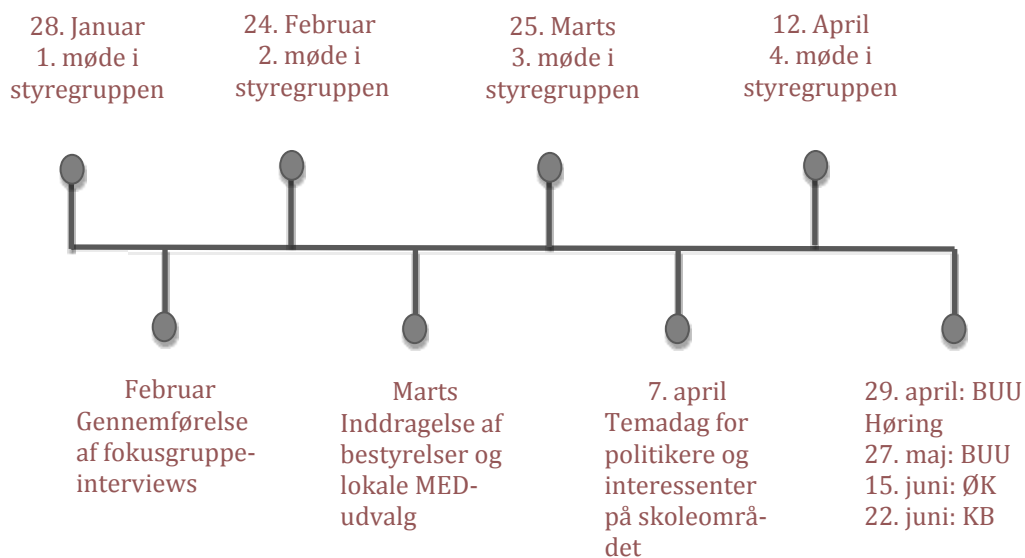 28. Januar
1. møde i
styregruppen
24. Februar
2. møde i
styregruppen
25. Marts
3. møde i
styregruppen
12. April
4. møde i
styregruppen
Februar
Gennemførelse
af fokusgruppe-
interviews
Marts
Inddragelse af
bestyrelser og
lokale MED-
udvalg
7. april
Temadag for
politikere og
interessenter
på skoleområ-
det
29. april: BUU
Høring
27. maj: BUU
15. juni: ØK
22. juni: KB